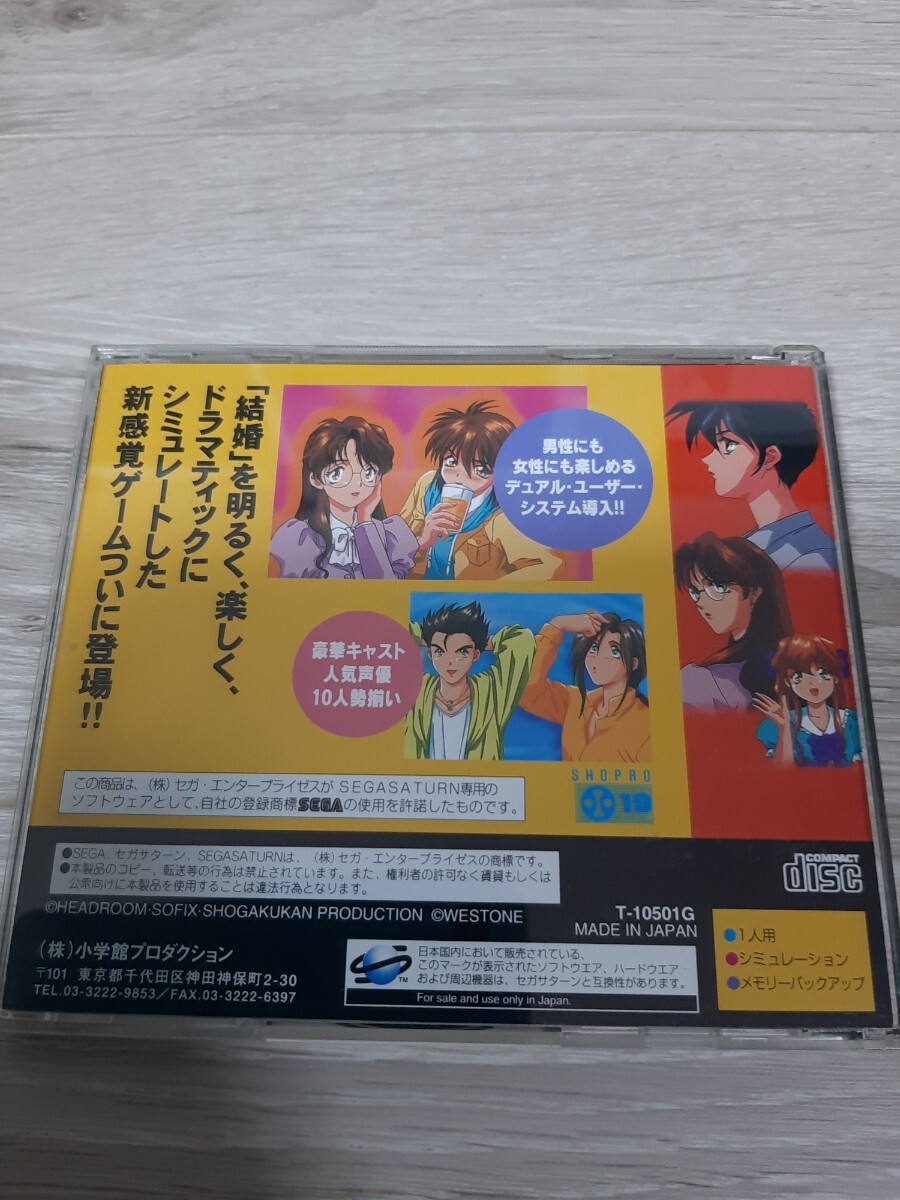 「結婚」を明るく、楽しく、
ドラマティックに
シミュレートした
新感覚ゲームついに登場!!
男性にも
女性にも楽しめる
デュアル・ユーザー・
システム導入!!
豪華キャスト
人気声優
10人勢揃い
SHOPRO
19
この商品は、(株)セガ・エンタープライゼスがSEGASATURN専用の
ソフトウェアとして、自社の登録商標SEGAの使用を許諾したものです。
●SEGA、セガサターン、SEGASATURNは、(株)セガ・エンタープライゼスの商標です。
●本製品のコピー、転送等の行為は禁止されています。また、権利者の許可なく賃貸もしくは
公衆向けに本製品を使用することは違法行為となります。
©HEADROOM・SOFIX・SHOGAKUKAN PRODUCTION ©WESTONE
(株)小学館プロダクション
〒101 東京都千代田区神田神保町2-30
TEL.03-3222-9853/FAX.03-3222-6397
TM
日本国内において販売されている、
このマークが表示されたソフトウエア、ハードウエア
および周辺機器は、セガサターンと互換性があります。
For sale and use only in Japan.
COMPACT
disc
T-10501G
MADE IN JAPAN
●1人用
●シミュレーション
●メモリーバックアップ